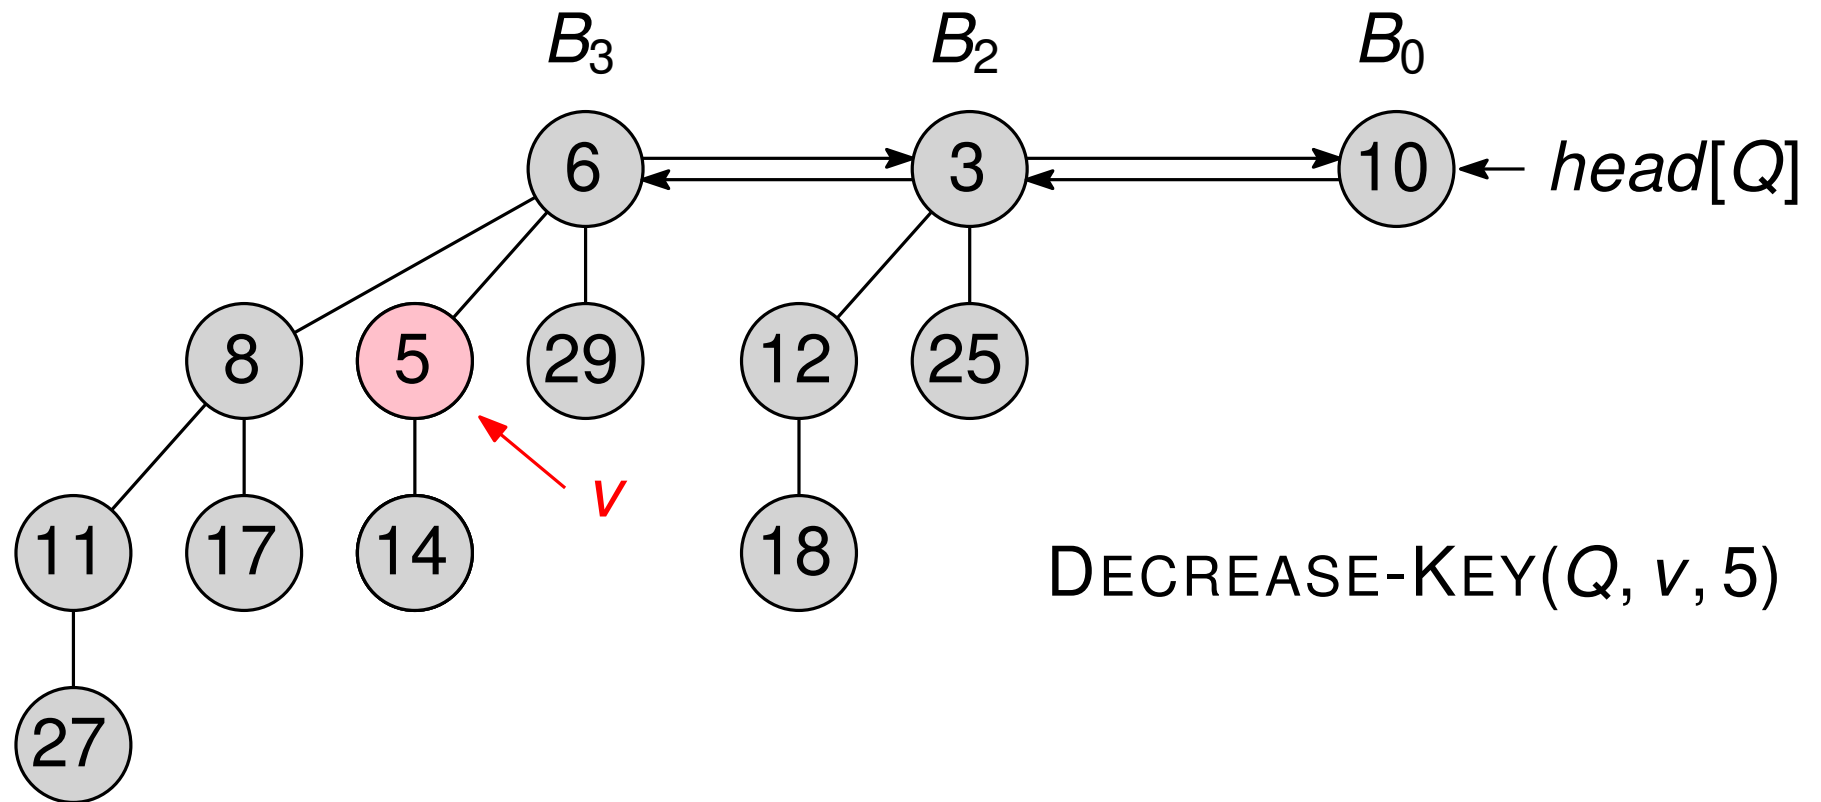 B₃ B₂ B₀
6 3 10 head[Q]
8 5 29 12 25
v
11 17 14 18 DECREASE-KEY(Q, v, 5)
27